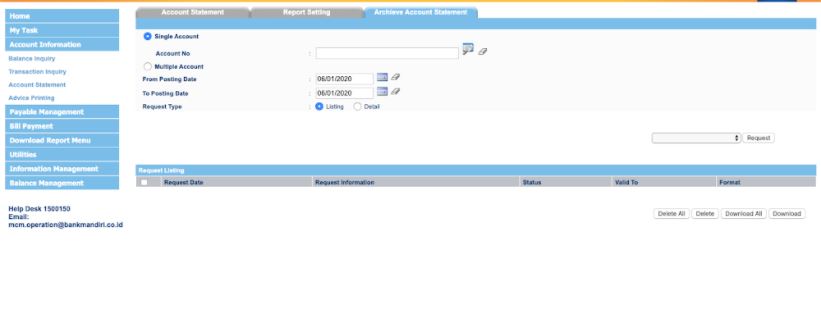 Account Statement Report Setting Archieve Account Statement
Home
My Task
Account Information
Balance Inquiry
Transaction Inquiry
Account Statement
Advice Printing
Payable Management
Bill Payment
Download Report Menu
Utilities
Information Management
Balance Management
Help Desk 1500150
Email:
mcm.operation@bankmandiri.co.id
Single Account
Account No :
Multiple Account
From Posting Date : 06/01/2020
To Posting Date : 06/01/2020
Request Type : Listing Detail
Request
Request Listing
Request Date Request Information Status Valid To Format
Delete All Delete Download All Download